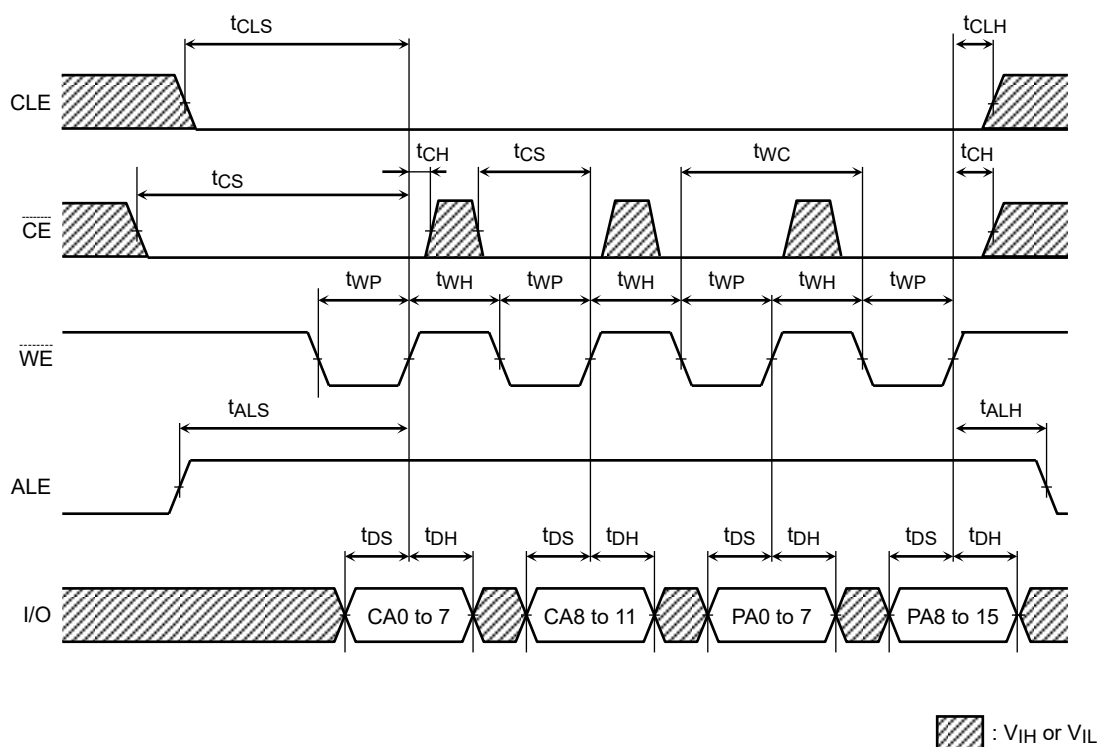 tCLS tCLH
CLE
tCH tCS tWC tCH
tCS
CE
tWP tWH tWP tWH tWP tWH tWP
WE
tALS tALH
ALE
tDS tDH tDS tDH tDS tDH tDS tDH
I/O CA0 to 7 CA8 to 11 PA0 to 7 PA8 to 15
: VIH or VIL